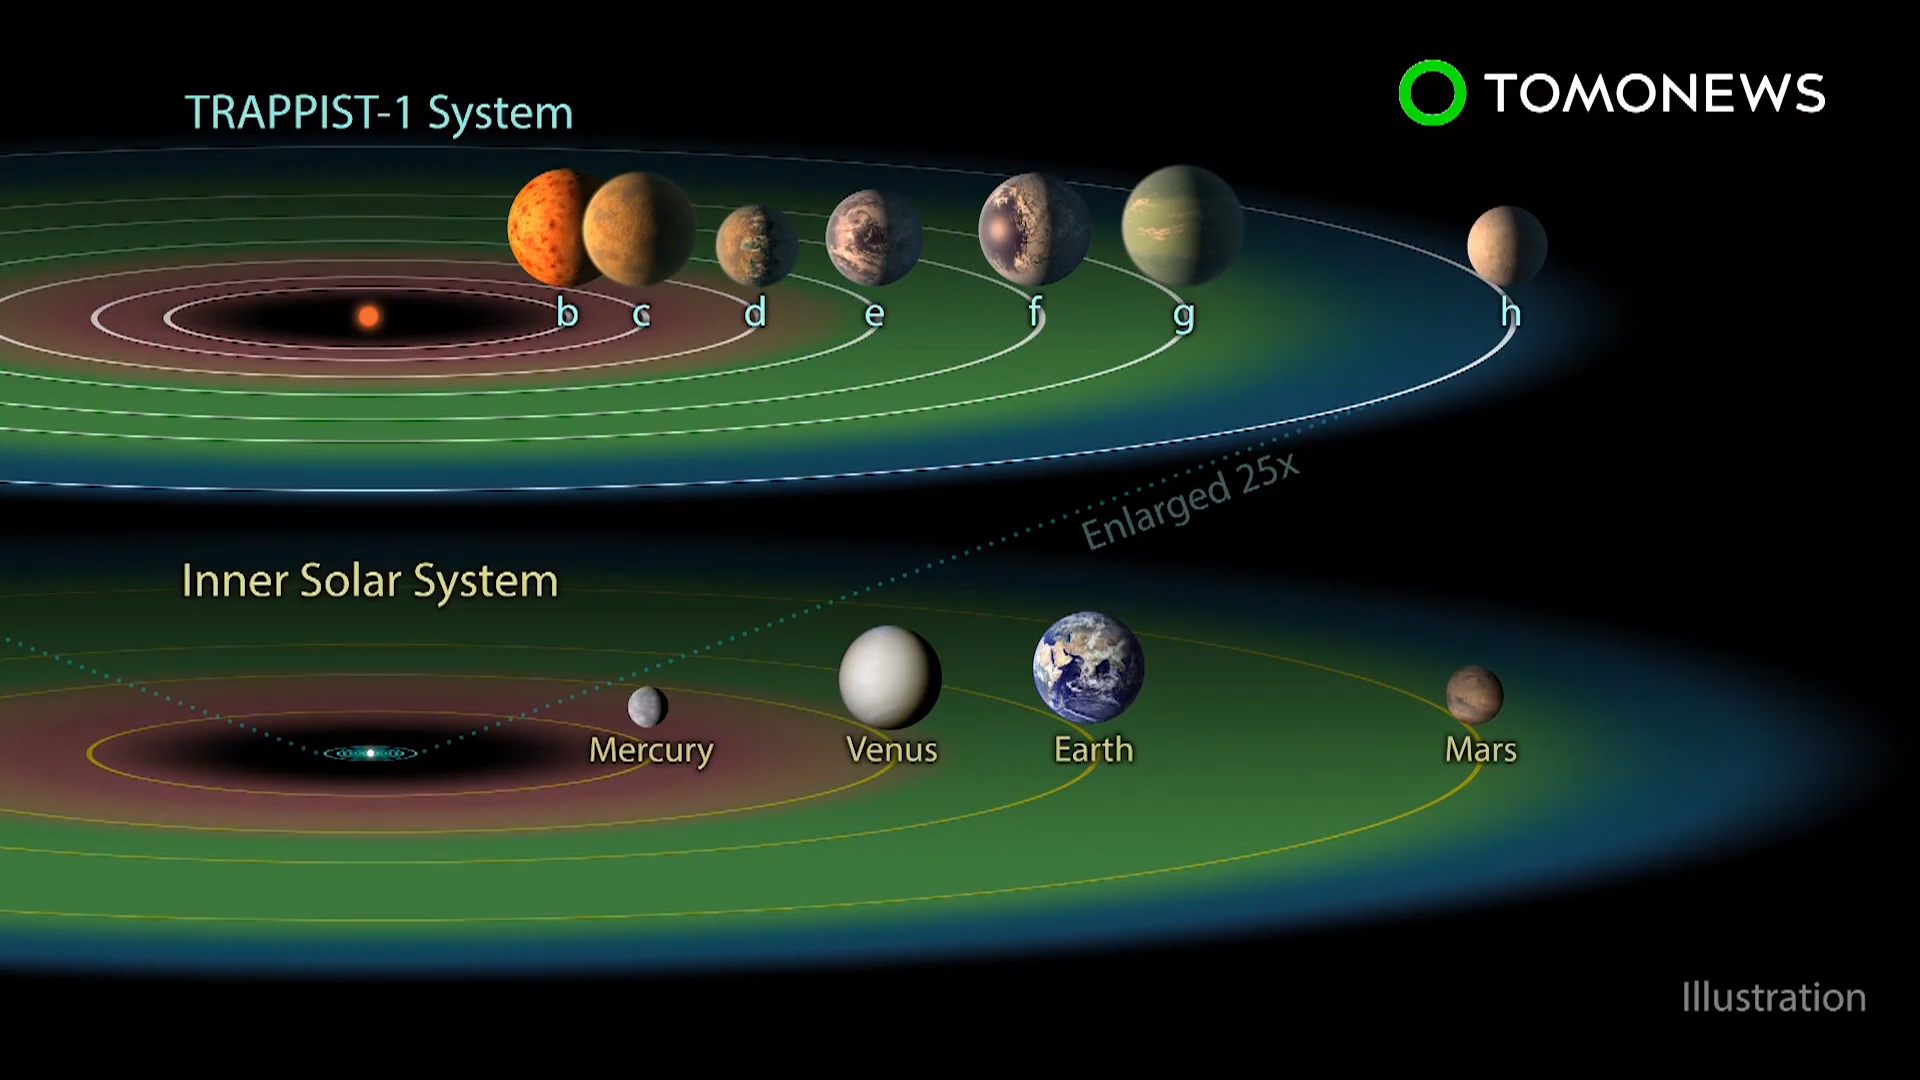 TOMONEWS
TRAPPIST-1 System
b c d e f g h
Enlarged 25x
Inner Solar System
Mercury Venus Earth Mars
Illustration